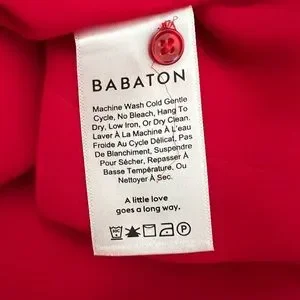 BABATON
Machine Wash Cold Gentle
Cycle, No Bleach, Hang To
Dry, Low Iron, Or Dry Clean.
Laver À La Machine À L'eau
Froide Au Cycle Délicat, Pas
De Blanchiment, Suspendre
Pour Sécher, Repasser À
Basse Température, Ou
Nettoyer À Sec.
A little love
goes a long way.